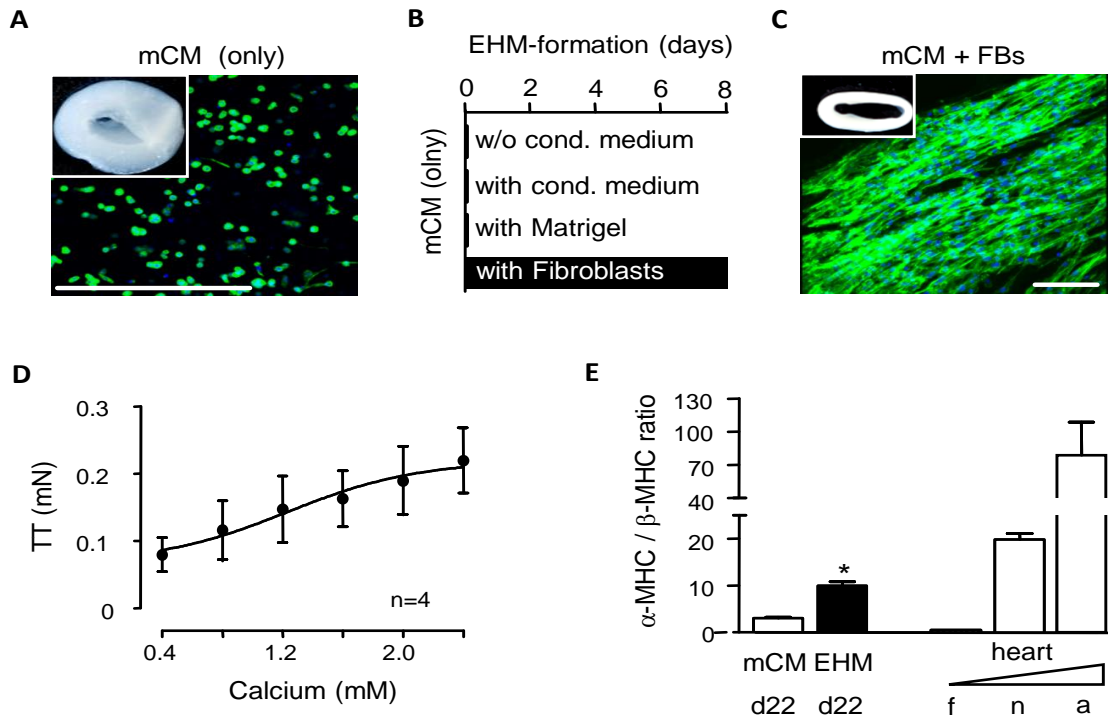 A
mCM (only)
B
EHM-formation (days)
0 2 4 6 8
mCM (olny)
w/o cond. medium
with cond. medium
with Matrigel
with Fibroblasts
C
mCM + FBs
D
TT (mN)
0.3
0.2
0.1
0
n=4
0.4 1.2 2.0
Calcium (mM)
E
α-MHC / β-MHC ratio
130
100
70
40
20
10
0
*
mCM EHM
heart
d22 d22 f n a